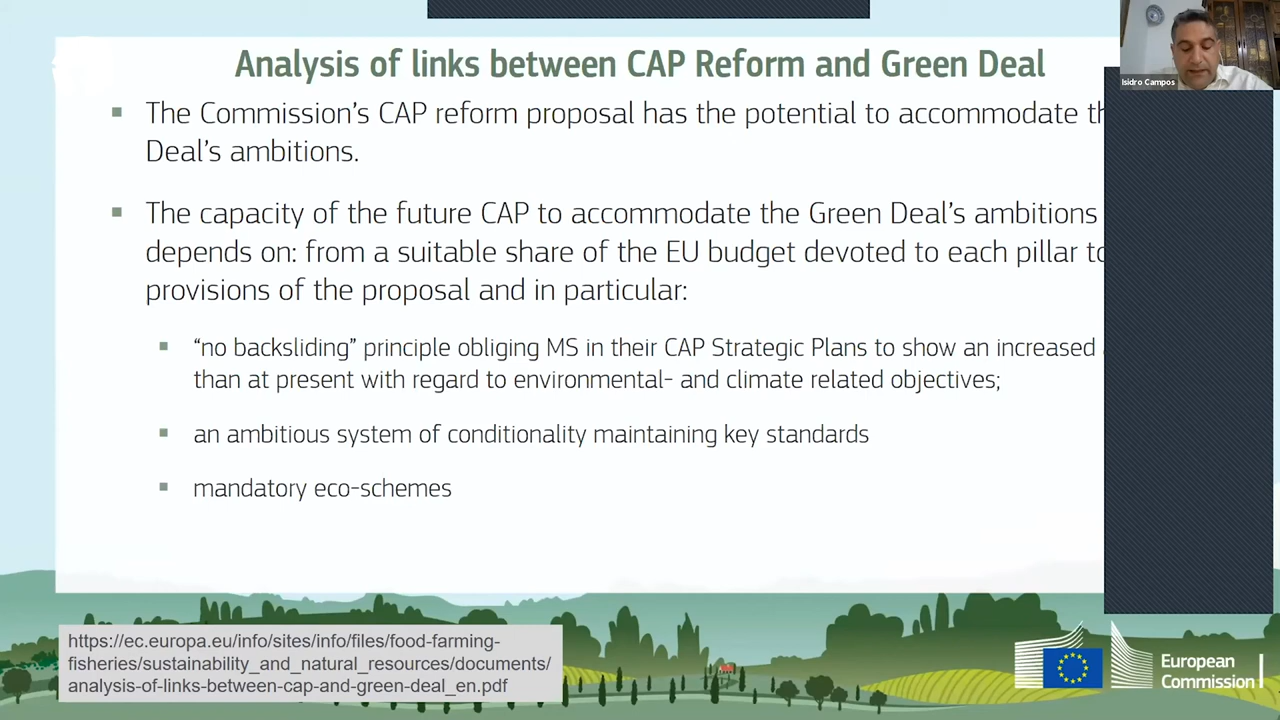 Analysis of links between CAP Reform and Green Deal
Isidro Campos
▪ The Commission's CAP reform proposal has the potential to accommodate
Deal's ambitions.
▪ The capacity of the future CAP to accommodate the Green Deal's ambitions
depends on: from a suitable share of the EU budget devoted to each pillar
provisions of the proposal and in particular:
▪ “no backsliding” principle obliging MS in their CAP Strategic Plans to show an increased
than at present with regard to environmental- and climate related objectives;
▪ an ambitious system of conditionality maintaining key standards
▪ mandatory eco-schemes
https://ec.europa.eu/info/sites/info/files/food-farming-
fisheries/sustainability_and_natural_resources/documents/
analysis-of-links-between-cap-and-green-deal_en.pdf
European
Commission